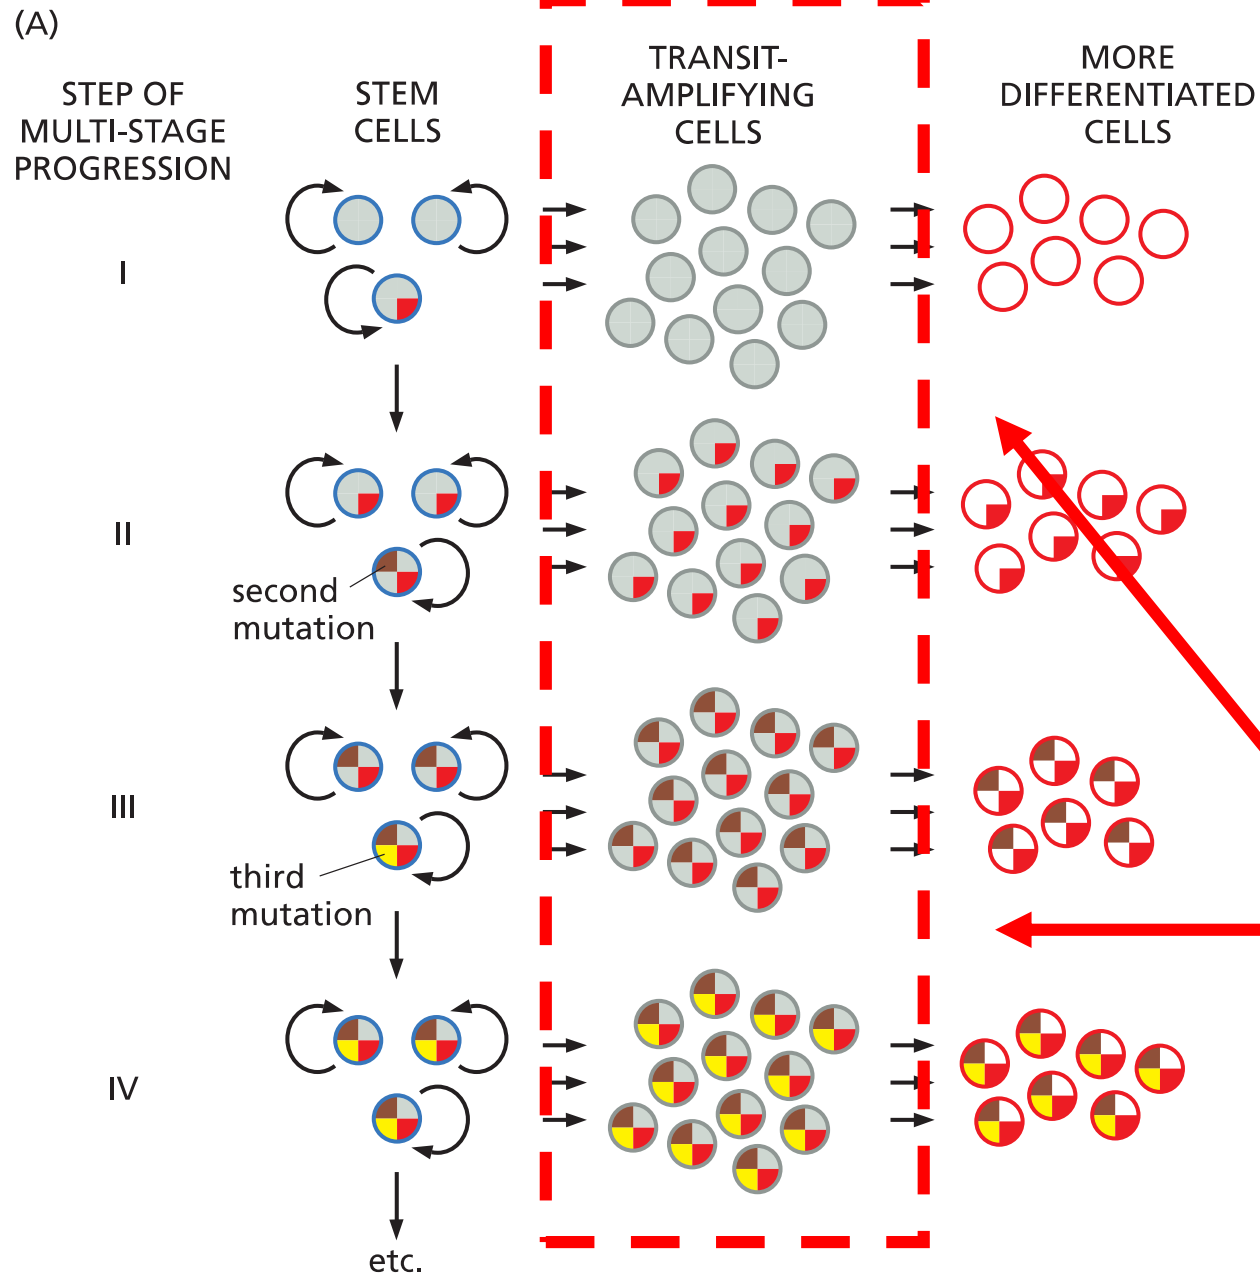 (A)
STEP OF
MULTI-STAGE
PROGRESSION
STEM
CELLS
TRANSIT-
AMPLIFYING
CELLS
MORE
DIFFERENTIATED
CELLS
I
II
second
mutation
III
third
mutation
IV
etc.